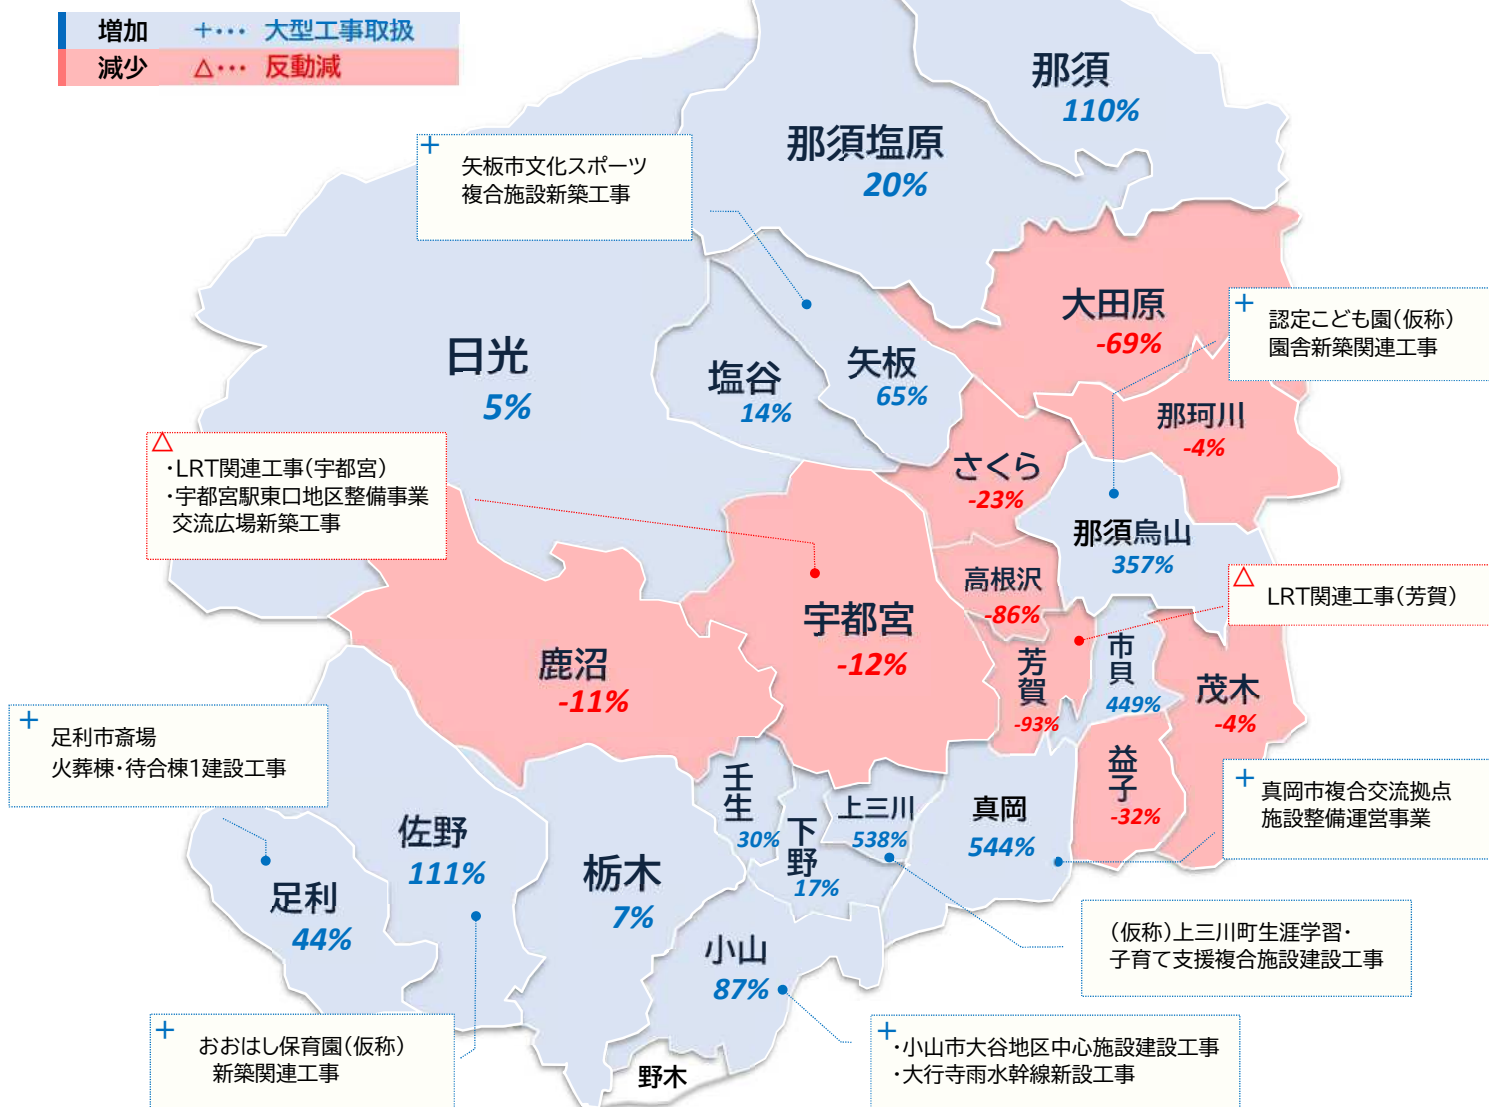 増加 +･･･ 大型工事取扱
減少 △･･･ 反動減
那須
110%
那須塩原
20%
+
矢板市文化スポーツ
複合施設新築工事
大田原
-69%
+
認定こども園(仮称)
園舎新築関連工事
日光
5%
塩谷
14%
矢板
65%
那珂川
-4%
さくら
-23%
△
・LRT関連工事(宇都宮)
・宇都宮駅東口地区整備事業
交流広場新築工事
那須烏山
357%
高根沢
-86%
△
LRT関連工事(芳賀)
宇都宮
-12%
鹿沼
-11%
芳賀
-93%
市貝
449%
茂木
-4%
+
足利市斎場
火葬棟・待合棟1建設工事
益子
-32%
+
真岡市複合交流拠点
施設整備運営事業
壬生
30%
下野
17%
上三川
538%
真岡
544%
佐野
111%
栃木
7%
足利
44%
小山
87%
(仮称)上三川町生涯学習・
子育て支援複合施設建設工事
+
おおはし保育園(仮称)
新築関連工事
野木
+
・小山市大谷地区中心施設建設工事
・大行寺雨水幹線新設工事